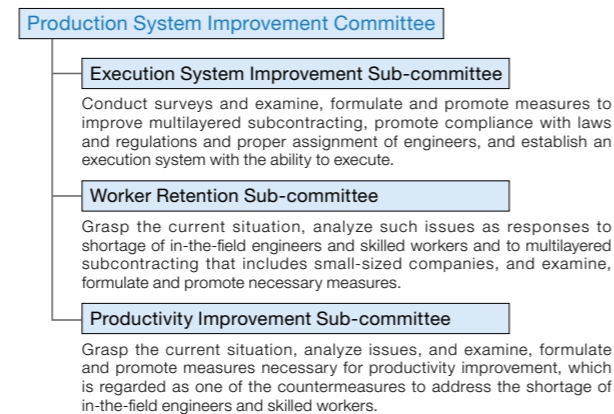 Production System Improvement Committee
Execution System Improvement Sub-committee
Conduct surveys and examine, formulate and promote measures to
improve multilayered subcontracting, promote compliance with laws
and regulations and proper assignment of engineers, and establish an
execution system with the ability to execute.
Worker Retention Sub-committee
Grasp the current situation, analyze such issues as responses to
shortage of in-the-field engineers and skilled workers and to multilayered
subcontracting that includes small-sized companies, and examine,
formulate and promote necessary measures.
Productivity Improvement Sub-committee
Grasp the current situation, analyze issues, and examine, formulate
and promote measures necessary for productivity improvement, which
is regarded as one of the countermeasures to address the shortage of
in-the-field engineers and skilled workers.